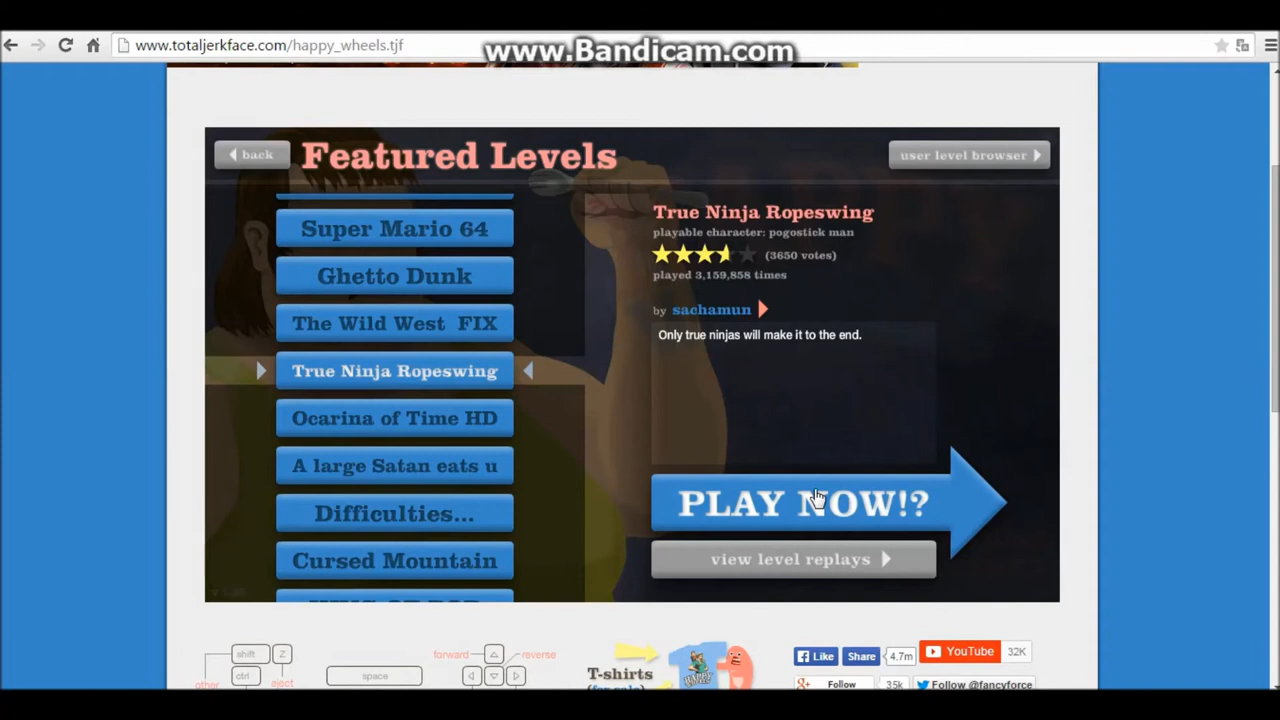 www.totaljerkface.com/happy_wheels.tjf
www.Bandicam.com
back
Featured Levels
user level browser
Super Mario 64
Ghetto Dunk
The Wild West FIX
True Ninja Ropeswing
Ocarina of Time HD
A large Satan eats u
Difficulties...
Cursed Mountain
True Ninja Ropeswing
playable character: pogostick man
(3650 votes)
played 3,159,858 times
by sachamun
Only true ninjas will make it to the end.
PLAY NOW!?
view level replays
shift Z
ctrl
other
eject
space
forward
reverse
T-shirts
(for sale)
Like Share 4.7m
YouTube 32K
Follow 35k
Follow @fancyforce